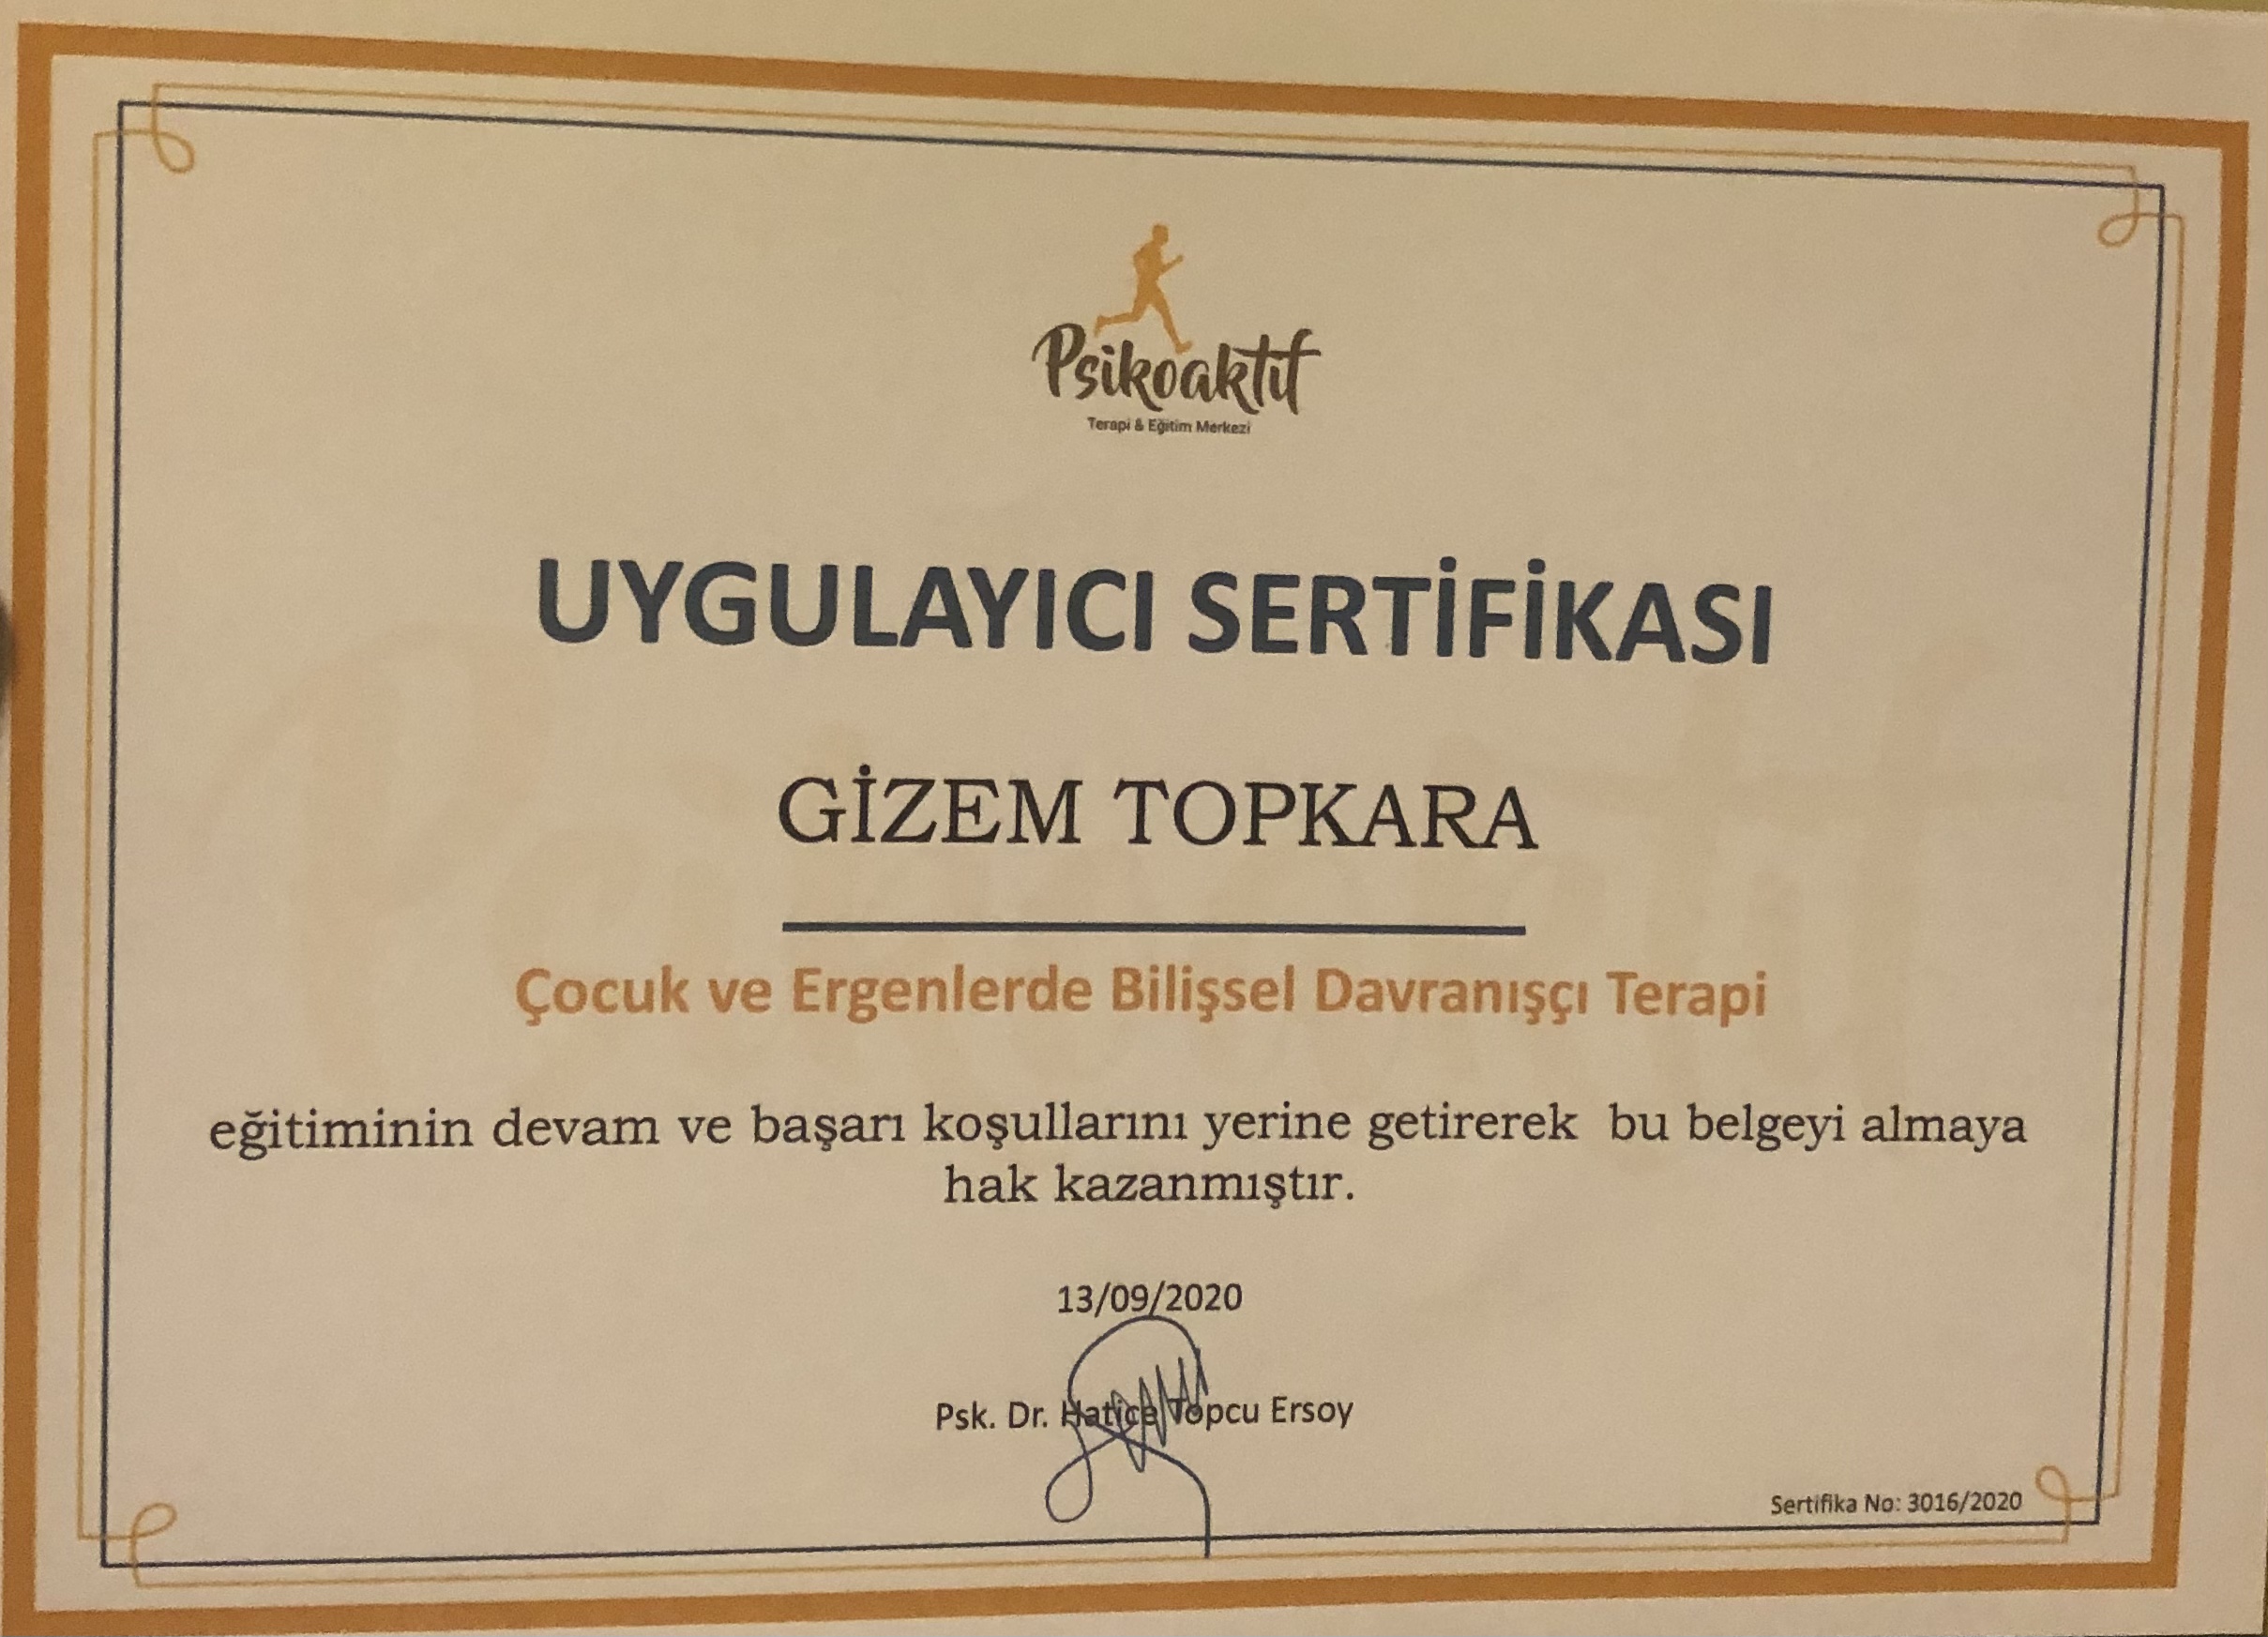 Psikoaktif
Terapi & Eğitim Merkezi
UYGULAYICI SERTİFİKASI
GİZEM TOPKARA
Çocuk ve Ergenlerde Bilişsel Davranışçı Terapi
eğitiminin devam ve başarı koşullarını yerine getirerek bu belgeyi almaya
hak kazanmıştır.
13/09/2020
Psk. Dr. Hatice Topcu Ersoy
Sertifika No: 3016/2020